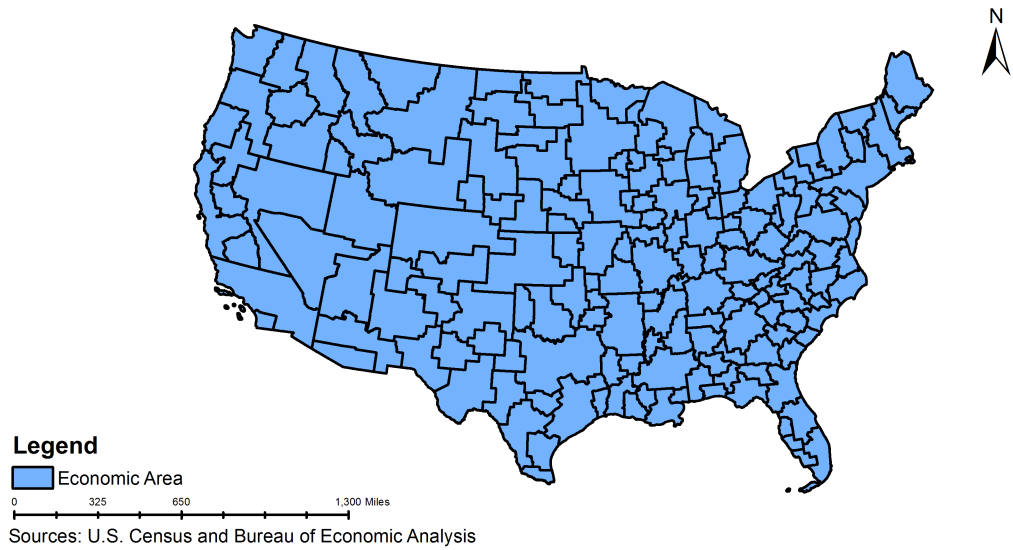 N
Legend
Economic Area
0 325 650 1,300 Miles
Sources: U.S. Census and Bureau of Economic Analysis